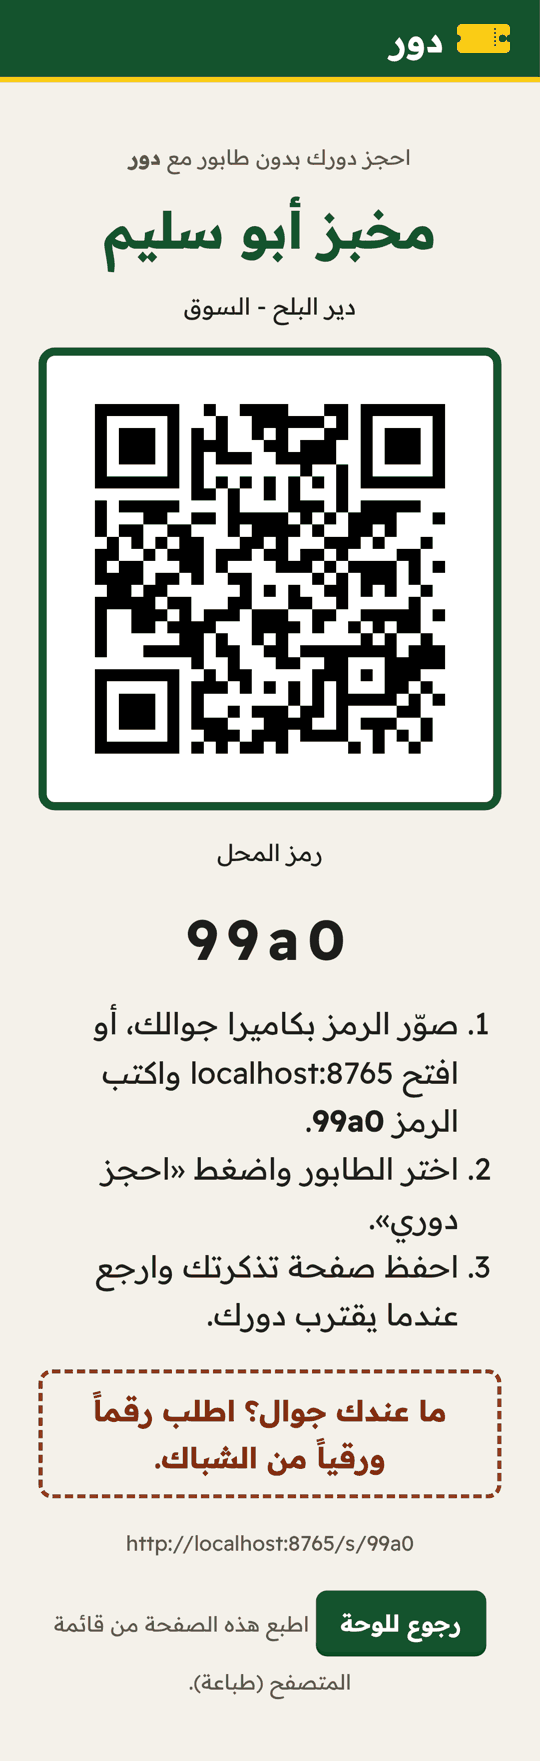 دور
احجز دورك بدون طابور مع دور
مخبز أبو سليم
دير البلح - السوق
رمز المحل
99a0
1. صوّر الرمز بكاميرا جوالك، أو
افتح localhost:8765 واكتب
الرمز 99a0.
2. اختر الطابور واضغط «احجز
دوري».
3. احفظ صفحة تذكرتك وارجع
عندما يقترب دورك.
ما عندك جوال؟ اطلب رقماً
ورقياً من الشباك.
http://localhost:8765/s/99a0
رجوع للوحة اطبع هذه الصفحة من قائمة
المتصفح (طباعة).